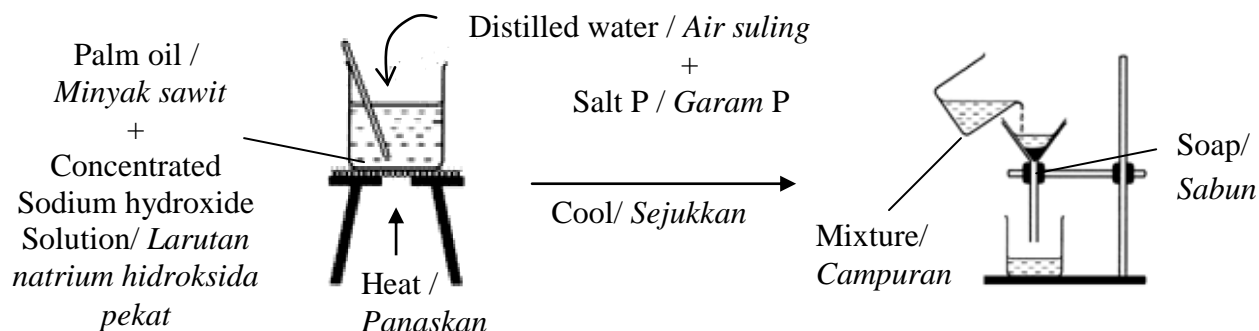 Palm oil /
Minyak sawit
+
Concentrated
Sodium hydroxide
Solution/ Larutan
natrium hidroksida
pekat
Distilled water / Air suling
+
Salt P / Garam P
Heat /
Panaskan
Cool/ Sejukkan
Mixture/
Campuran
Soap/
Sabun